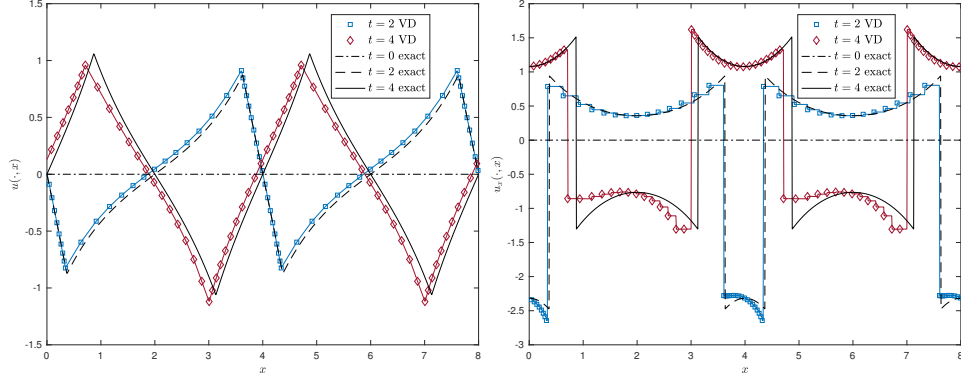 1.5
1
0.5
0
-0.5
-1
-1.5
u(·, x)
0 1 2 3 4 5 6 7 8
x
t = 2 VD
t = 4 VD
t = 0 exact
t = 2 exact
t = 4 exact
2
1.5
1
0.5
0
-0.5
-1
-1.5
-2
-2.5
-3
u_x(·, x)
0 1 2 3 4 5 6 7 8
x
t = 2 VD
t = 4 VD
t = 0 exact
t = 2 exact
t = 4 exact